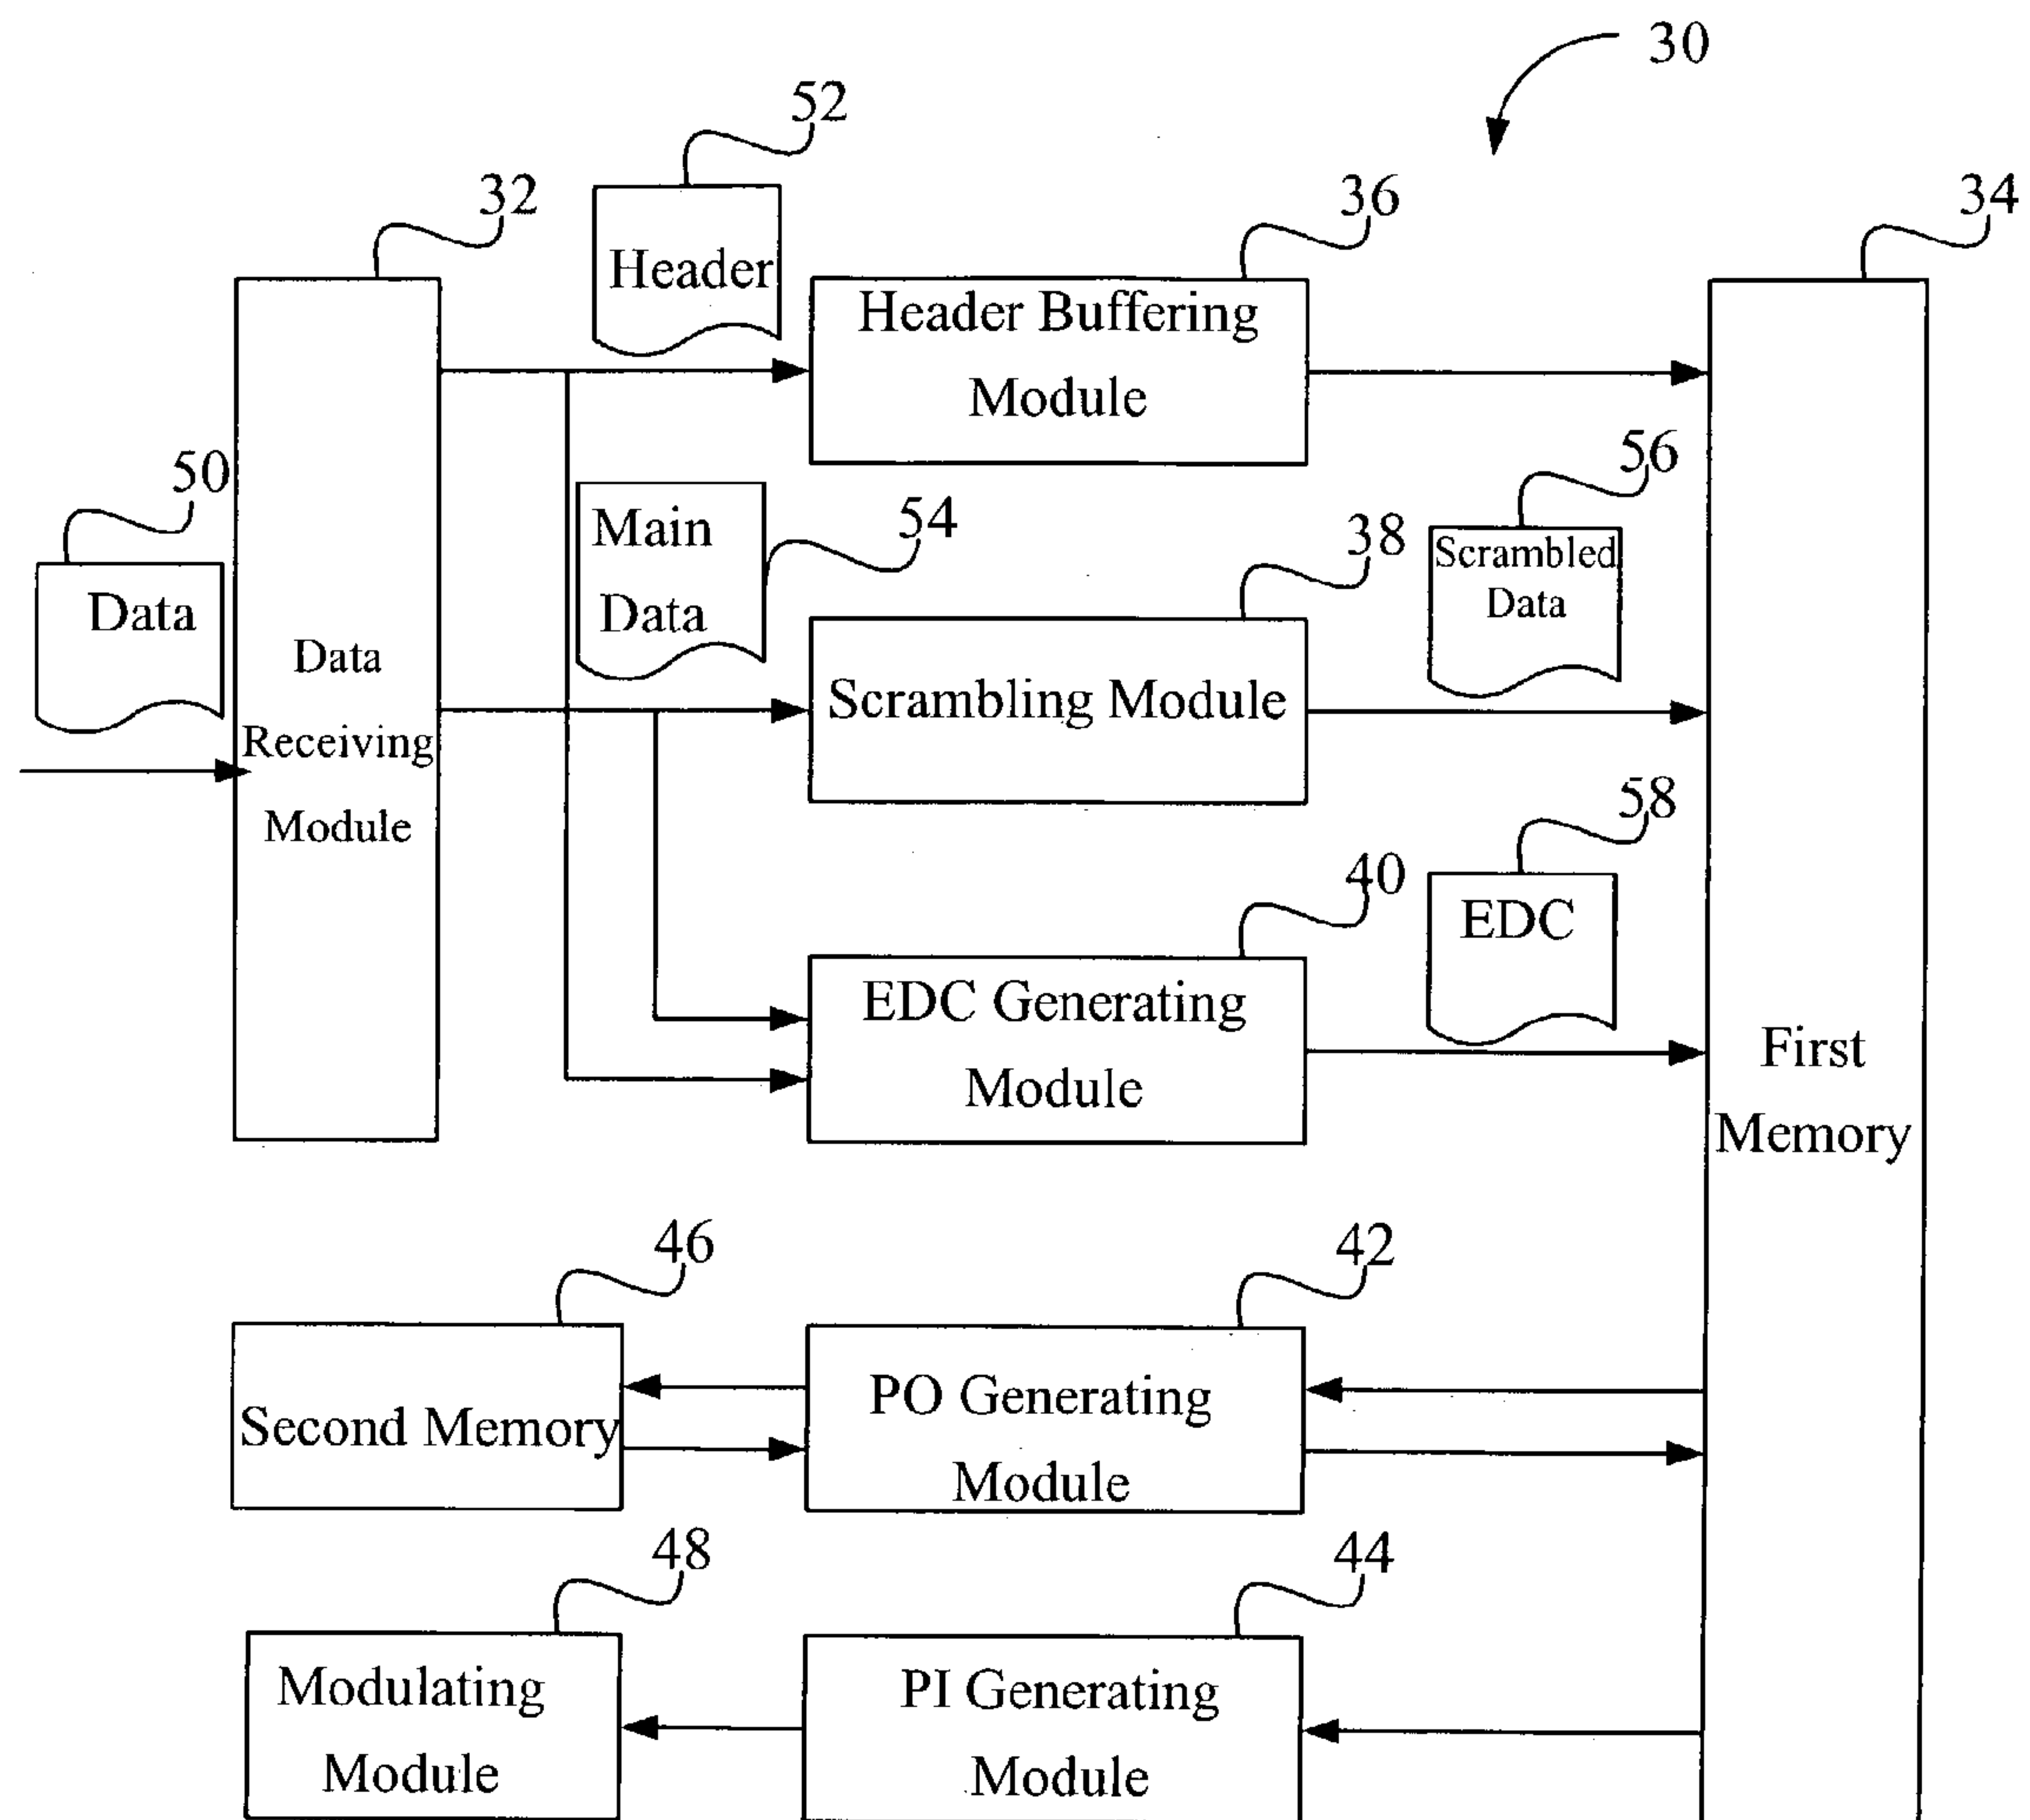 30
52
32
36
34
Header
Header Buffering
Module
50
56
Main
Data
54
38
Scrambled
Data
Data
Data
Receiving
Module
Scrambling Module
58
40
EDC
EDC Generating
Module
First
Memory
46
42
Second Memory
PO Generating
Module
48
44
Modulating
Module
PI Generating
Module